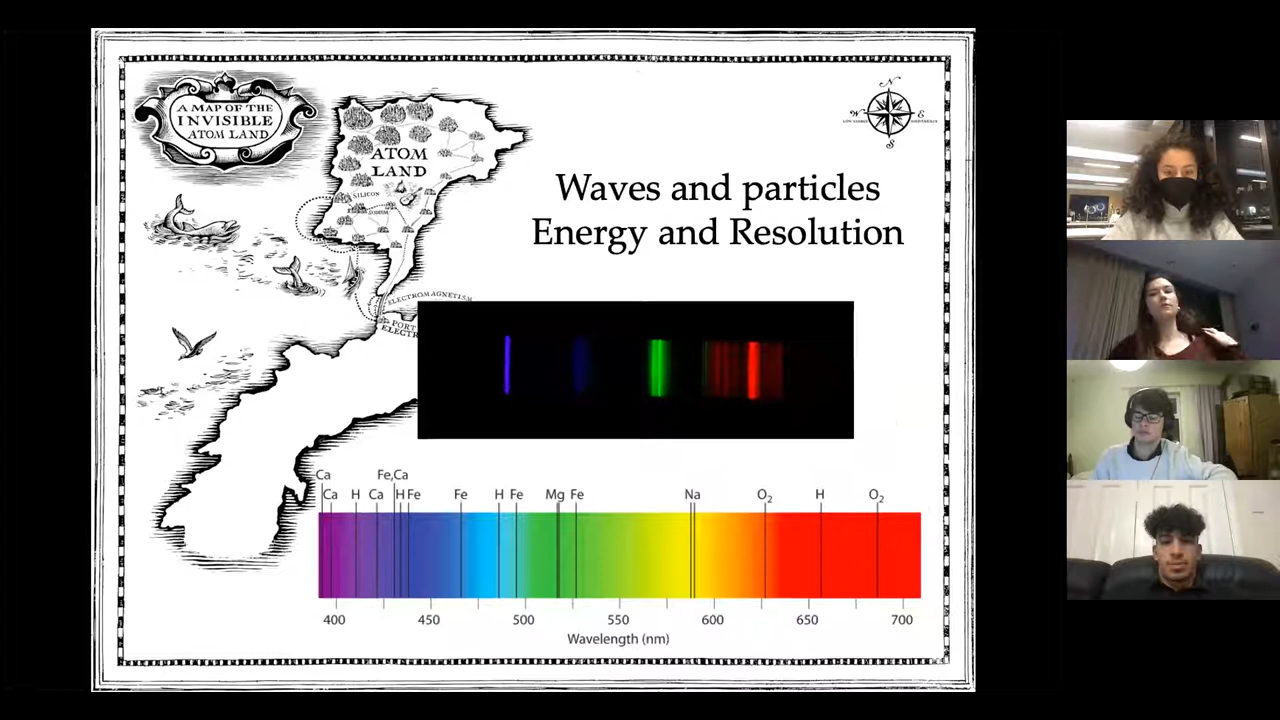 A MAP OF THE
INVISIBLE
ATOM LAND
N
W E
S
ATOM
LAND
SILICON
Waves and particles
Energy and Resolution
ELECTROMAGNETISM
PORT
ELECTR
Ca Fe,Ca
Ca H Ca H Fe Fe H Fe Mg Fe Na O₂ H O₂
400 450 500 550 600 650 700
Wavelength (nm)